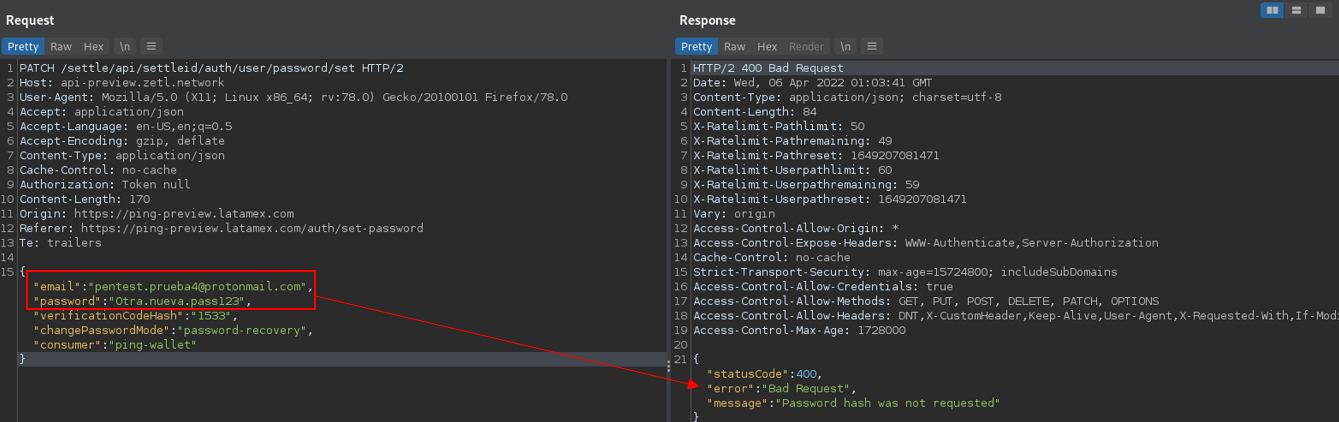 Request
Pretty Raw Hex \n
1 PATCH /settle/api/settleid/auth/user/password/set HTTP/2
2 Host: api-preview.zetl.network
3 User-Agent: Mozilla/5.0 (X11; Linux x86_64; rv:78.0) Gecko/20100101 Firefox/78.0
4 Accept: application/json
5 Accept-Language: en-US,en;q=0.5
6 Accept-Encoding: gzip, deflate
7 Content-Type: application/json
8 Cache-Control: no-cache
9 Authorization: Token null
10 Content-Length: 170
11 Origin: https://ping-preview.latamex.com
12 Referer: https://ping-preview.latamex.com/auth/set-password
13 Te: trailers
14
15 {
"email":"pentest.prueba4@protonmail.com",
"password":"Otra.nueva.pass123",
"verificationCodeHash":"1533",
"changePasswordMode":"password-recovery",
"consumer":"ping-wallet"
}
Response
Pretty Raw Hex Render \n
1 HTTP/2 400 Bad Request
2 Date: Wed, 06 Apr 2022 01:03:41 GMT
3 Content-Type: application/json; charset=utf-8
4 Content-Length: 84
5 X-Ratelimit-Pathlimit: 50
6 X-Ratelimit-Pathremaining: 49
7 X-Ratelimit-Pathreset: 1649207081471
8 X-Ratelimit-Userpathlimit: 60
9 X-Ratelimit-Userpathremaining: 59
10 X-Ratelimit-Userpathreset: 1649207081471
11 Vary: origin
12 Access-Control-Allow-Origin: *
13 Access-Control-Expose-Headers: WWW-Authenticate,Server-Authorization
14 Cache-Control: no-cache
15 Strict-Transport-Security: max-age=15724800; includeSubDomains
16 Access-Control-Allow-Credentials: true
17 Access-Control-Allow-Methods: GET, PUT, POST, DELETE, PATCH, OPTIONS
18 Access-Control-Allow-Headers: DNT,X-CustomHeader,Keep-Alive,User-Agent,X-Requested-With,If-Modi
19 Access-Control-Max-Age: 1728000
20
21 {
"statusCode":400,
"error":"Bad Request",
"message":"Password hash was not requested"
}